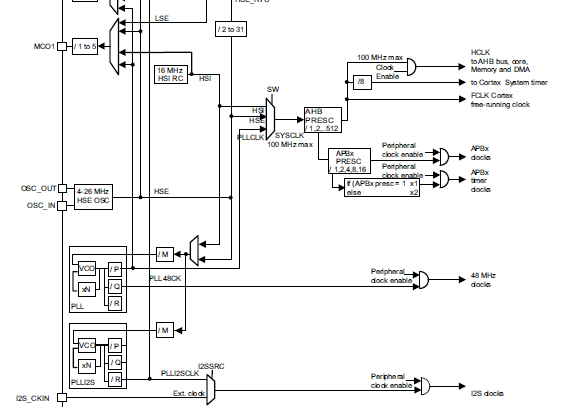 LSE
/ 2 to 31
MCO1
/ 1 to 5
16 MHz
HSI RC
HSI
100 MHz max
Clock
Enable
HCLK
to AHB bus, core,
Memory and DMA
/8
to Cortex System timer
FCLK Cortex
free-running clock
SW
HSI
HSE
PLLCLK
SYSCLK
100 MHz max
AHB
PRESC
/ 1,2,..512
APBx
PRESC
/ 1,2,4,8,16
Peripheral
clock enable
APBx
clocks
if (APBx presc = 1 x1
else x2
Peripheral
clock enable
APBx
timer
clocks
OSC_OUT
OSC_IN
4-26 MHz
HSE OSC
HSE
/ M
VCO
xN
/ P
/ Q
/ R
PLL
PLL48CK
Peripheral
clock enable
48 MHz
clocks
/ M
VCO
xN
/ P
/ Q
/ R
PLLI2S
PLLI2SCLK
I2SSRC
Ext. clock
I2S_CKIN
Peripheral
clock enable
I2S clocks